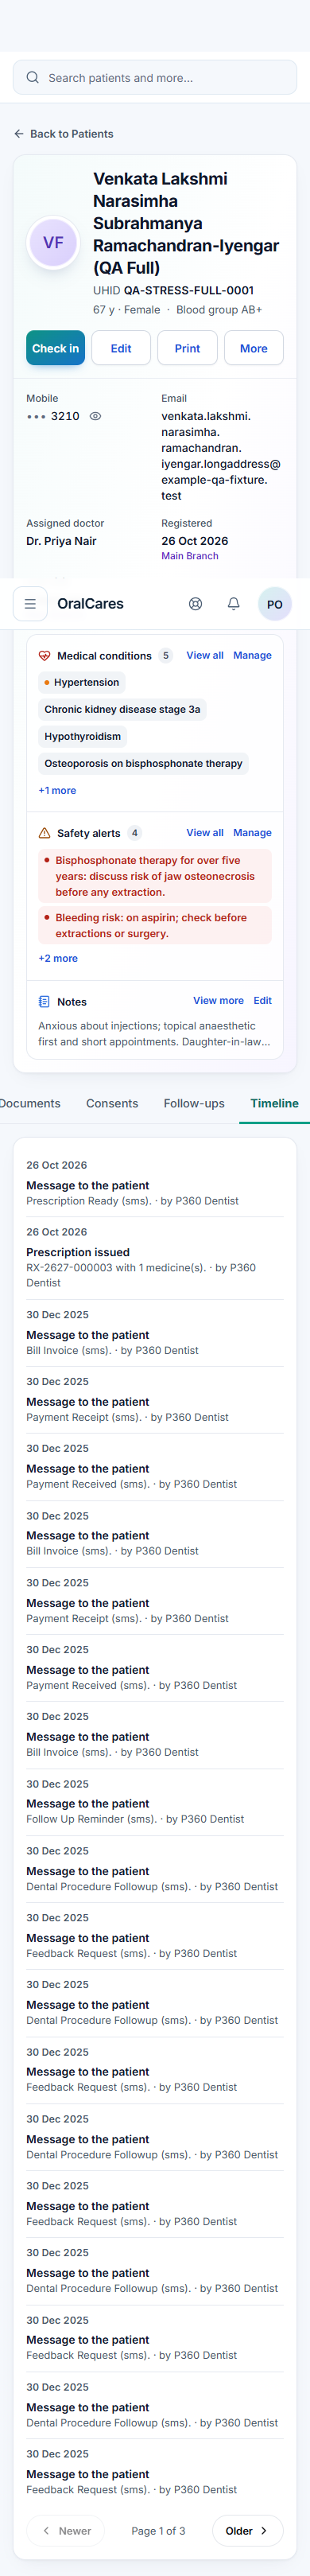 Search patients and more...
Back to Patients
VF
Venkata Lakshmi
Narasimha
Subrahmanya
Ramachandran-Iyengar
(QA Full)
UHID QA-STRESS-FULL-0001
67 y · Female · Blood group AB+
Check in
Edit
Print
More
Mobile
••• 3210
Email
venkata.lakshmi.
narasimha.
ramachandran.
iyengar.longaddress@
example-qa-fixture.
test
Assigned doctor
Dr. Priya Nair
Registered
26 Oct 2026
Main Branch
OralCares
PO
Medical conditions 5 View all Manage
Hypertension
Chronic kidney disease stage 3a
Hypothyroidism
Osteoporosis on bisphosphonate therapy
+1 more
Safety alerts 4 View all Manage
Bisphosphonate therapy for over five
years: discuss risk of jaw osteonecrosis
before any extraction.
Bleeding risk: on aspirin; check before
extractions or surgery.
+2 more
Notes View more Edit
Anxious about injections; topical anaesthetic
first and short appointments. Daughter-in-law...
Documents Consents Follow-ups Timeline
26 Oct 2026
Message to the patient
Prescription Ready (sms). · by P360 Dentist
26 Oct 2026
Prescription issued
RX-2627-000003 with 1 medicine(s). · by P360
Dentist
30 Dec 2025
Message to the patient
Bill Invoice (sms). · by P360 Dentist
30 Dec 2025
Message to the patient
Payment Receipt (sms). · by P360 Dentist
30 Dec 2025
Message to the patient
Payment Received (sms). · by P360 Dentist
30 Dec 2025
Message to the patient
Bill Invoice (sms). · by P360 Dentist
30 Dec 2025
Message to the patient
Payment Receipt (sms). · by P360 Dentist
30 Dec 2025
Message to the patient
Payment Received (sms). · by P360 Dentist
30 Dec 2025
Message to the patient
Bill Invoice (sms). · by P360 Dentist
30 Dec 2025
Message to the patient
Follow Up Reminder (sms). · by P360 Dentist
30 Dec 2025
Message to the patient
Dental Procedure Followup (sms). · by P360 Dentist
30 Dec 2025
Message to the patient
Feedback Request (sms). · by P360 Dentist
30 Dec 2025
Message to the patient
Dental Procedure Followup (sms). · by P360 Dentist
30 Dec 2025
Message to the patient
Feedback Request (sms). · by P360 Dentist
30 Dec 2025
Message to the patient
Dental Procedure Followup (sms). · by P360 Dentist
30 Dec 2025
Message to the patient
Feedback Request (sms). · by P360 Dentist
30 Dec 2025
Message to the patient
Dental Procedure Followup (sms). · by P360 Dentist
30 Dec 2025
Message to the patient
Feedback Request (sms). · by P360 Dentist
30 Dec 2025
Message to the patient
Dental Procedure Followup (sms). · by P360 Dentist
30 Dec 2025
Message to the patient
Feedback Request (sms). · by P360 Dentist
Newer
Page 1 of 3
Older